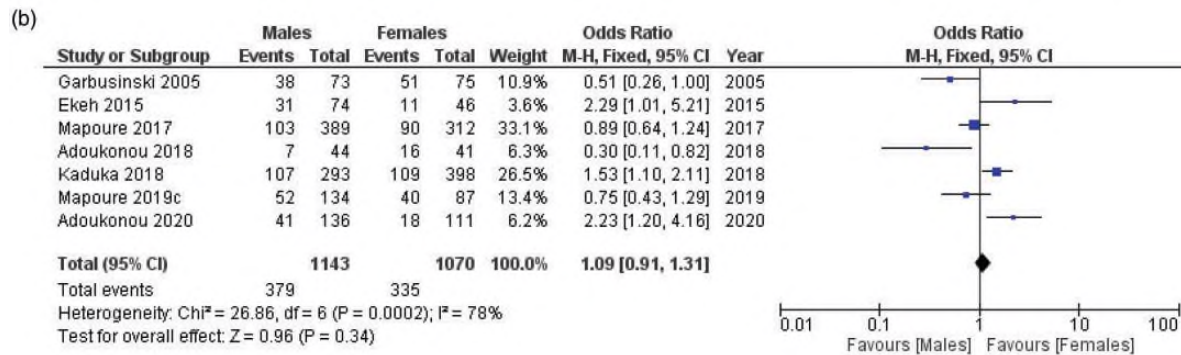 (b)
Males Females Odds Ratio Odds Ratio
Study or Subgroup Events Total Events Total Weight M-H, Fixed, 95% CI Year M-H, Fixed, 95% CI
Garbusinski 2005 38 73 51 75 10.9% 0.51 [0.26, 1.00] 2005
Ekeh 2015 31 74 11 46 3.6% 2.29 [1.01, 5.21] 2015
Mapoure 2017 103 389 90 312 33.1% 0.89 [0.64, 1.24] 2017
Adoukonou 2018 7 44 16 41 6.3% 0.30 [0.11, 0.82] 2018
Kaduka 2018 107 293 109 398 26.5% 1.53 [1.10, 2.11] 2018
Mapoure 2019c 52 134 40 87 13.4% 0.75 [0.43, 1.29] 2019
Adoukonou 2020 41 136 18 111 6.2% 2.23 [1.20, 4.16] 2020
Total (95% CI) 1143 1070 100.0% 1.09 [0.91, 1.31]
Total events 379 335
Heterogeneity: Chi² = 26.86, df = 6 (P = 0.0002); I² = 78%
Test for overall effect: Z = 0.96 (P = 0.34)
0.01 0.1 1 10 100
Favours [Males] Favours [Females]